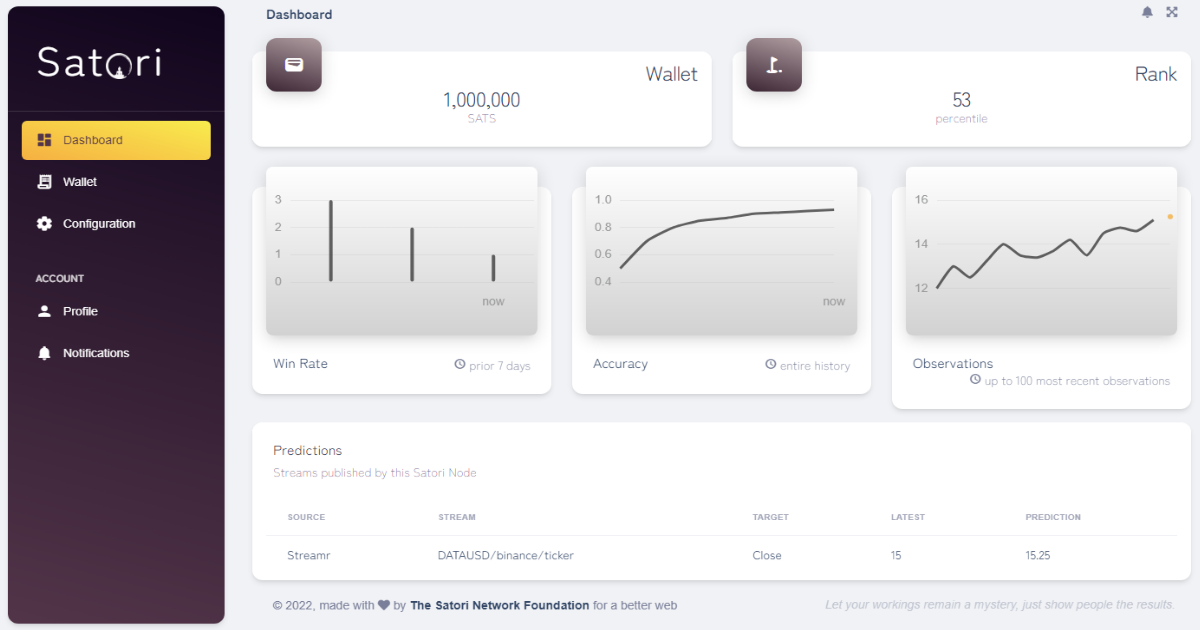 Satori
Dashboard
Wallet
Configuration
ACCOUNT
Profile
Notifications
Dashboard
Wallet
1,000,000
SATS
Rank
53
percentile
3
2
1
0
now
Win Rate
prior 7 days
1.0
0.8
0.6
0.4
now
Accuracy
entire history
16
14
12
Observations
up to 100 most recent observations
Predictions
Streams published by this Satori Node
SOURCE STREAM TARGET LATEST PREDICTION
Streamr DATAUSD/binance/ticker Close 15 15.25
© 2022, made with ♥ by The Satori Network Foundation for a better web
Let your workings remain a mystery, just show people the results.